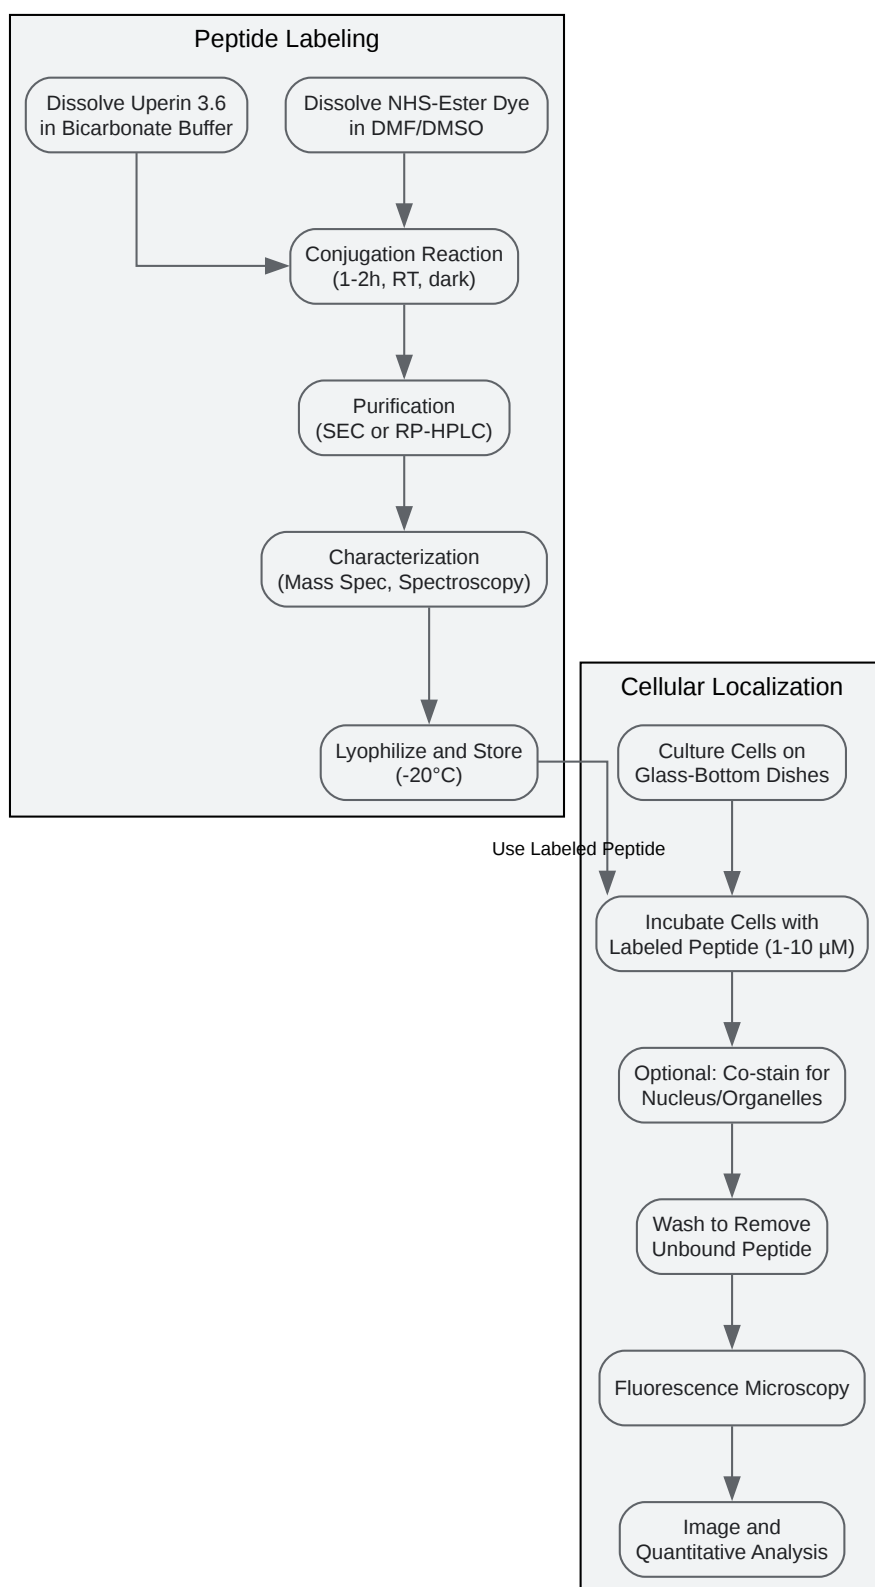 Peptide Labeling
Dissolve Uperin 3.6
in Bicarbonate Buffer
Dissolve NHS-Ester Dye
in DMF/DMSO
Conjugation Reaction
(1-2h, RT, dark)
Purification
(SEC or RP-HPLC)
Characterization
(Mass Spec, Spectroscopy)
Lyophilize and Store
(-20°C)
Use Labeled Peptide
Cellular Localization
Culture Cells on
Glass-Bottom Dishes
Incubate Cells with
Labeled Peptide (1-10 µM)
Optional: Co-stain for
Nucleus/Organelles
Wash to Remove
Unbound Peptide
Fluorescence Microscopy
Image and
Quantitative Analysis